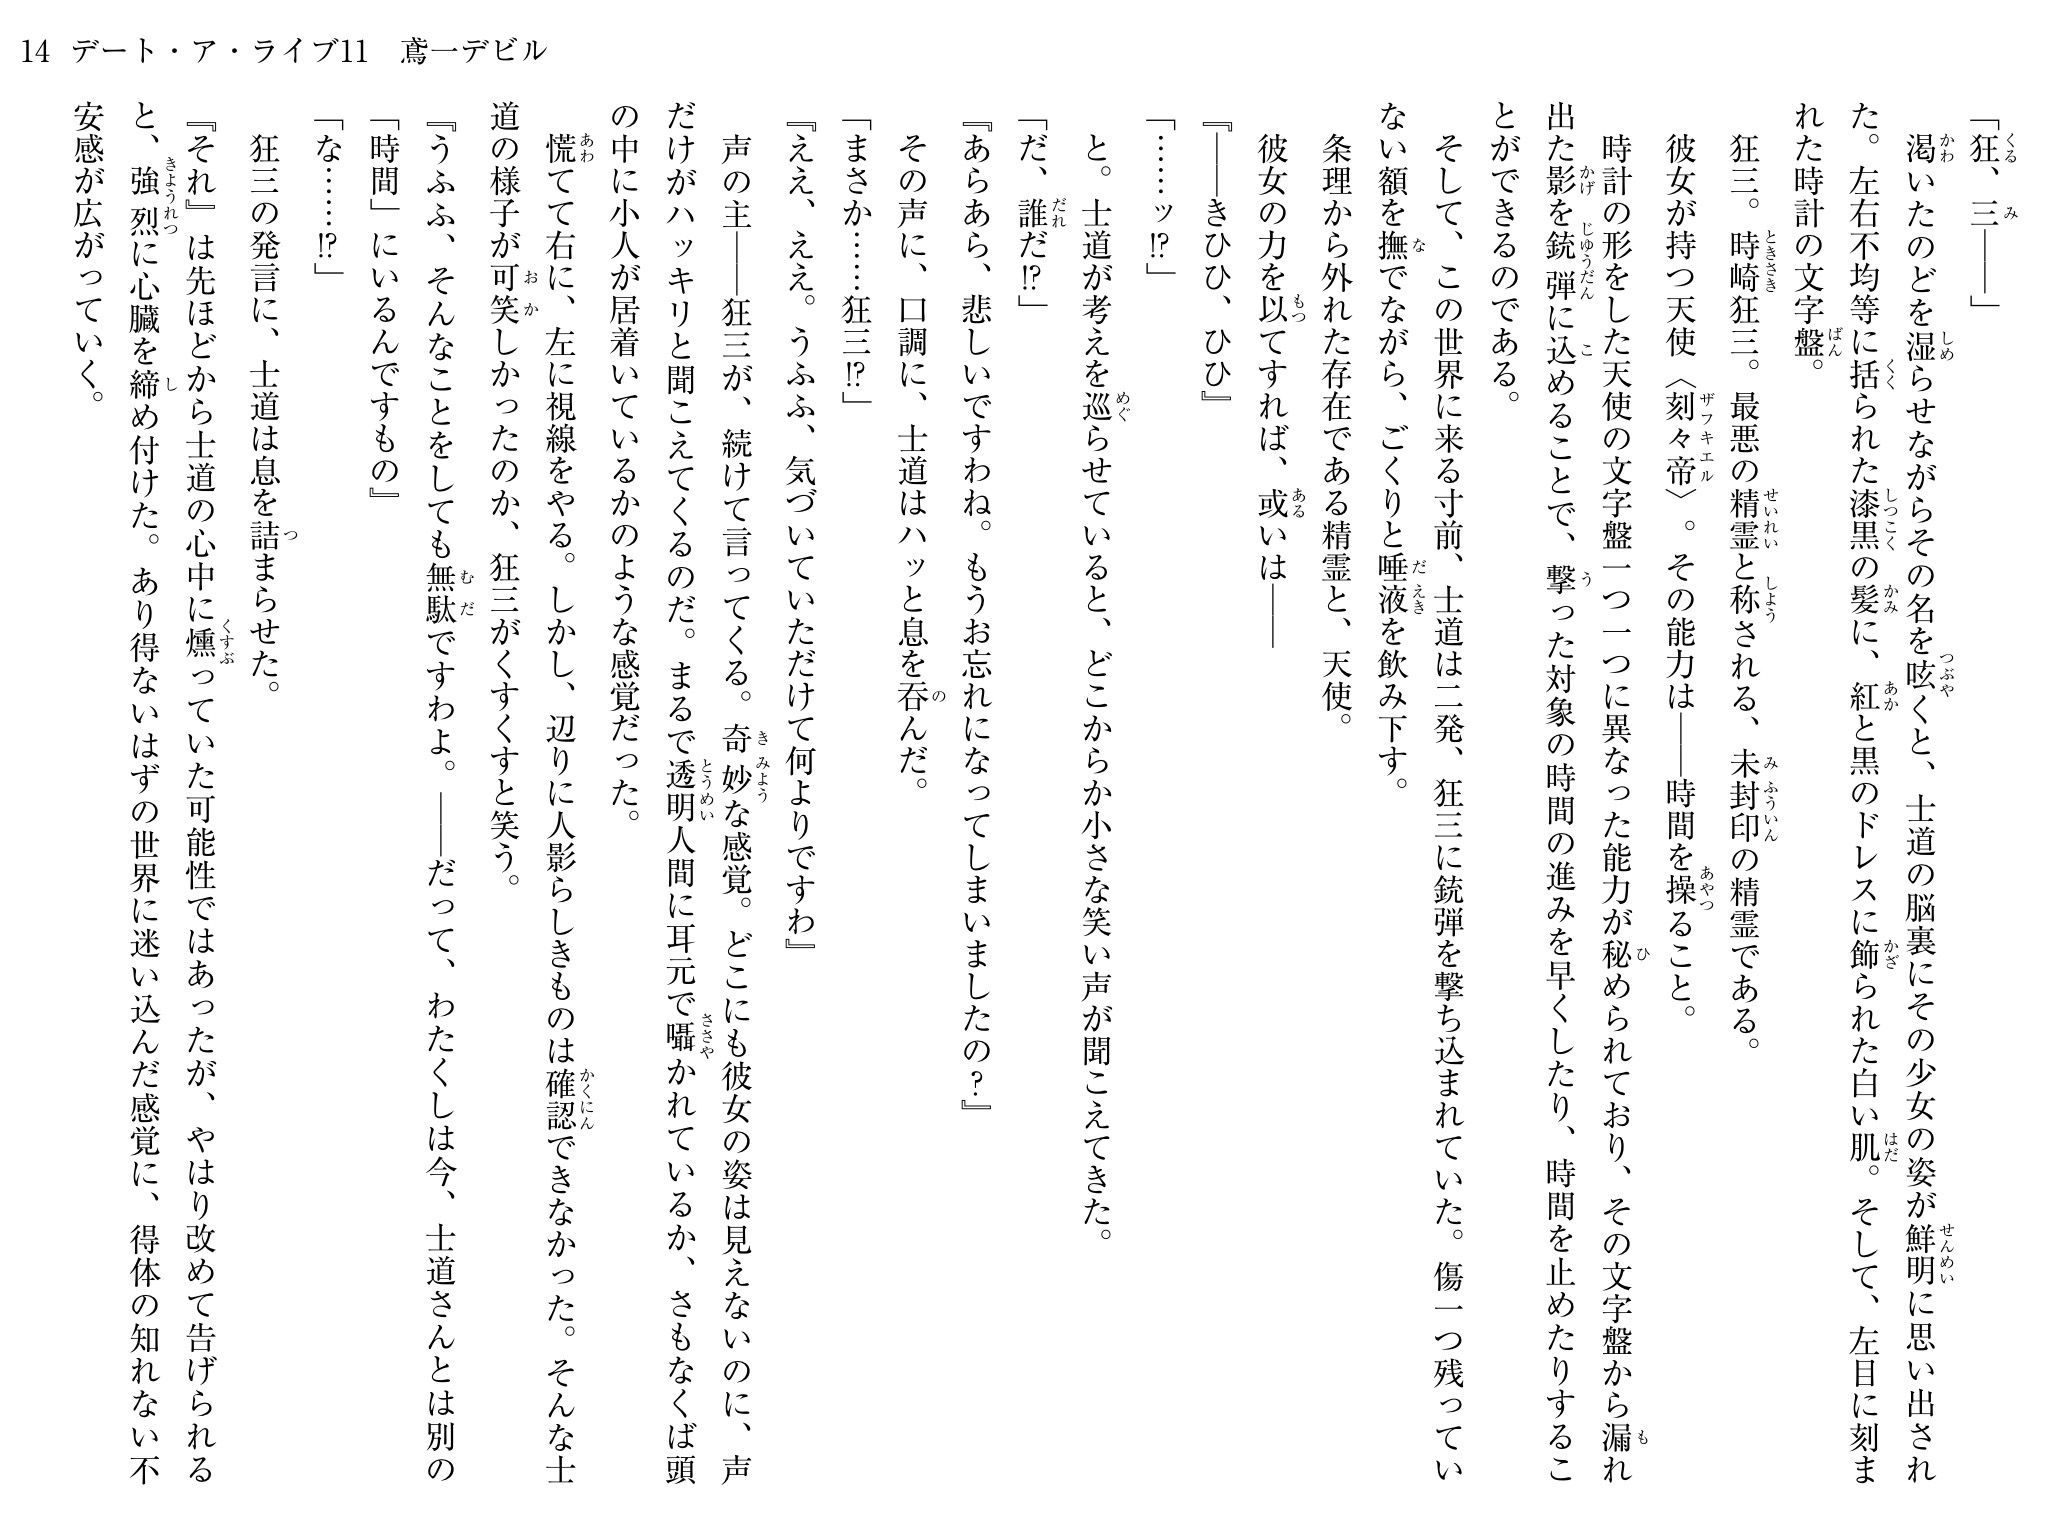 14 デート・ア・ライブ11　鳶一デビル
「狂、三――」
　渇いたのどを湿らせながらその名を呟くと、士道の脳裏にその少女の姿が鮮明に思い出され
た。左右不均等に括られた漆黒の髪に、紅と黒のドレスに飾られた白い肌。そして、左目に刻ま
れた時計の文字盤。
　狂三。時崎狂三。最悪の精霊と称される、未封印の精霊である。
　彼女が持つ天使〈刻々帝〉。その能力は――時間を操ること。
　時計の形をした天使の文字盤一つ一つに異なった能力が秘められており、その文字盤から漏れ
出た影を銃弾に込めることで、撃った対象の時間の進みを早くしたり、時間を止めたりするこ
とができるのである。
　そして、この世界に来る寸前、士道は二発、狂三に銃弾を撃ち込まれていた。傷一つ残ってい
ない額を撫でながら、ごくりと唾液を飲み下す。
　条理から外れた存在である精霊と、天使。
　彼女の力を以てすれば、或いは――
『――きひひ、ひひ』
「……ッ!?」
　と。士道が考えを巡らせていると、どこからか小さな笑い声が聞こえてきた。
「だ、誰だ!?」
『あらあら、悲しいですわね。もうお忘れになってしまいましたの?』
　その声に、口調に、士道はハッと息を呑んだ。
「まさか……狂三!?」
『ええ、ええ。うふふ、気づいていただけて何よりですわ』
　声の主――狂三が、続けて言ってくる。奇妙な感覚。どこにも彼女の姿は見えないのに、声
だけがハッキリと聞こえてくるのだ。まるで透明人間に耳元で囁かれているか、さもなくば頭
の中に小人が居着いているかのような感覚だった。
　慌てて右に、左に視線をやる。しかし、辺りに人影らしきものは確認できなかった。そんな士
道の様子が可笑しかったのか、狂三がくすくすと笑う。
『うふふ、そんなことをしても無駄ですわよ。――だって、わたくしは今、士道さんとは別の
「時間」にいるんですもの』
「な……!?」
　狂三の発言に、士道は息を詰まらせた。
『それ』は先ほどから士道の心中に燻っていた可能性ではあったが、やはり改めて告げられる
と、強烈に心臓を締め付けた。あり得ないはずの世界に迷い込んだ感覚に、得体の知れない不
安感が広がっていく。